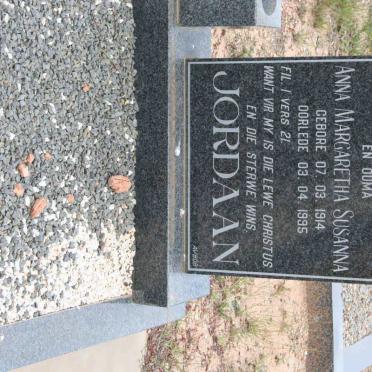 EN OUMA
ANNA MARGARETHA SUSANNA
GEBORE 07. 03. 1914
OORLEDE 03. 04. 1995
FIL. 1 VERS 21.
WANT VIR MY IS DIE LEWE CHRISTUS
EN DIE STERWE WINS.
JORDAAN